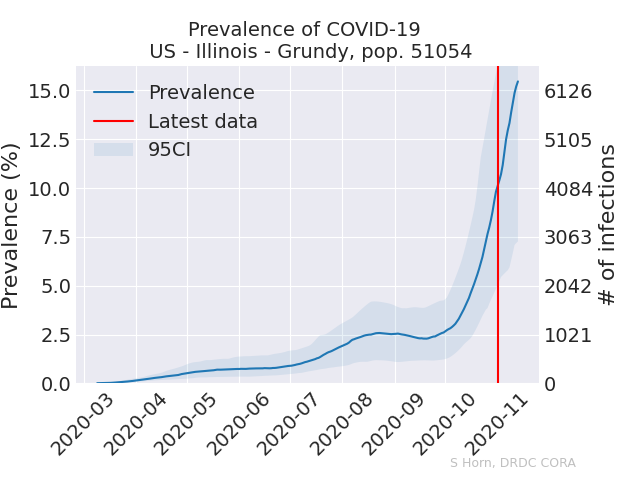 Prevalence of COVID-19
US - Illinois - Grundy, pop. 51054
Prevalence (%)
15.0
12.5
10.0
7.5
5.0
2.5
0.0
Prevalence
Latest data
95CI
6126
5105
4084
3063
2042
1021
0
# of infections
2020-03
2020-04
2020-05
2020-06
2020-07
2020-08
2020-09
2020-10
2020-11
S Horn, DRDC CORA